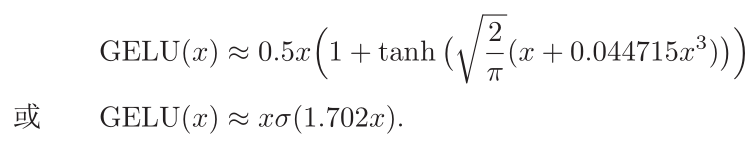 GELU(x) ≈ 0.5x(1 + tanh(√(2/π)(x + 0.044715x³)))
或 GELU(x) ≈ xσ(1.702x).